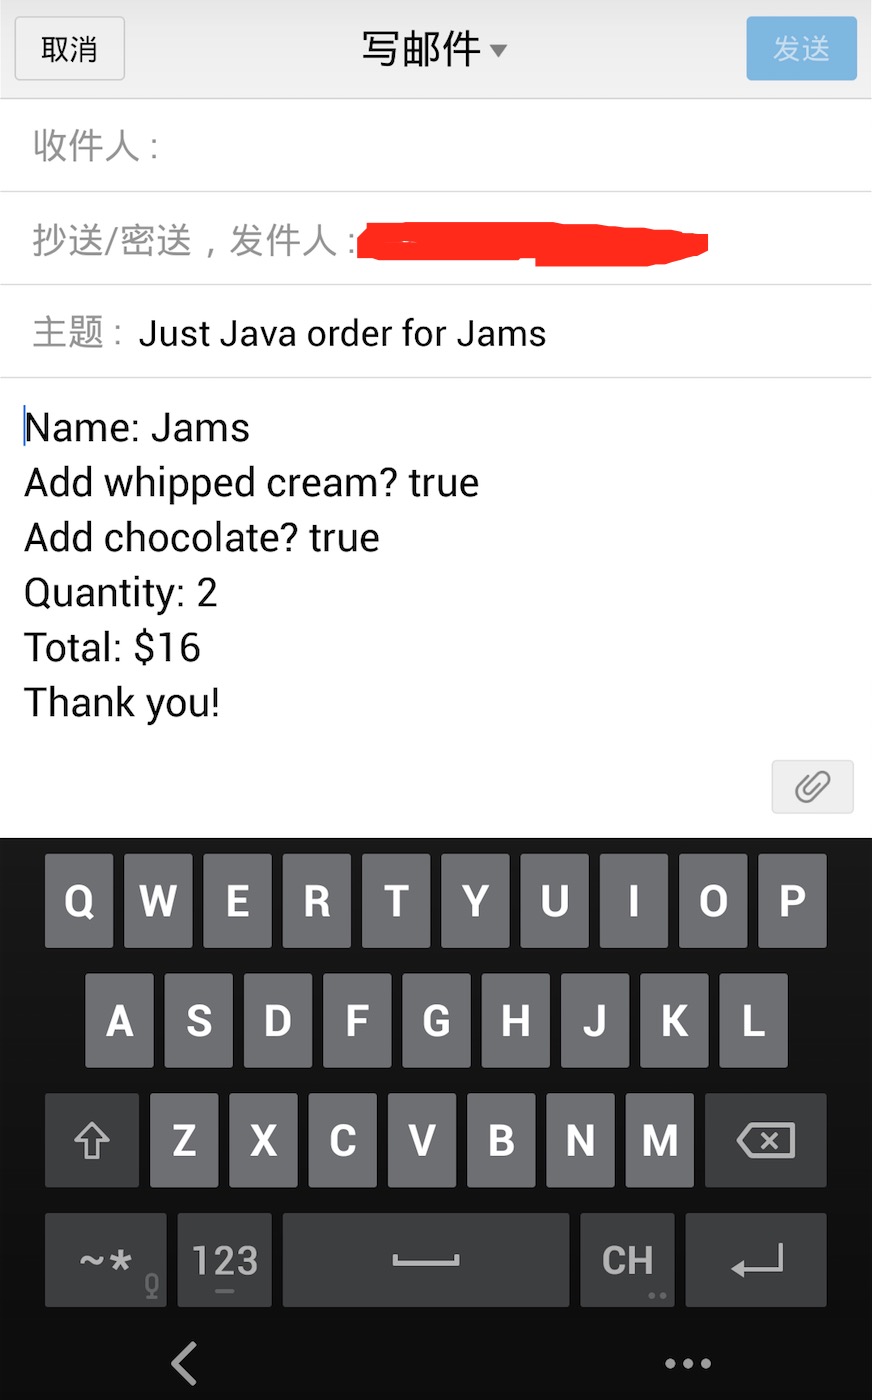 取消 写邮件 发送
收件人:
抄送/密送，发件人:
主题: Just Java order for Jams
Name: Jams
Add whipped cream? true
Add chocolate? true
Quantity: 2
Total: $16
Thank you!
Q W E R T Y U I O P
A S D F G H J K L
Z X C V B N M
~* 123 CH